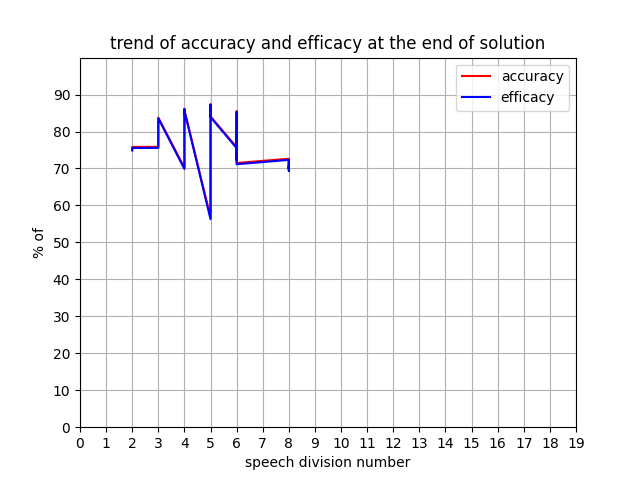 trend of accuracy and efficacy at the end of solution
accuracy
efficacy
90
80
70
60
50
40
30
20
10
0
% of
0 1 2 3 4 5 6 7 8 9 10 11 12 13 14 15 16 17 18 19
speech division number